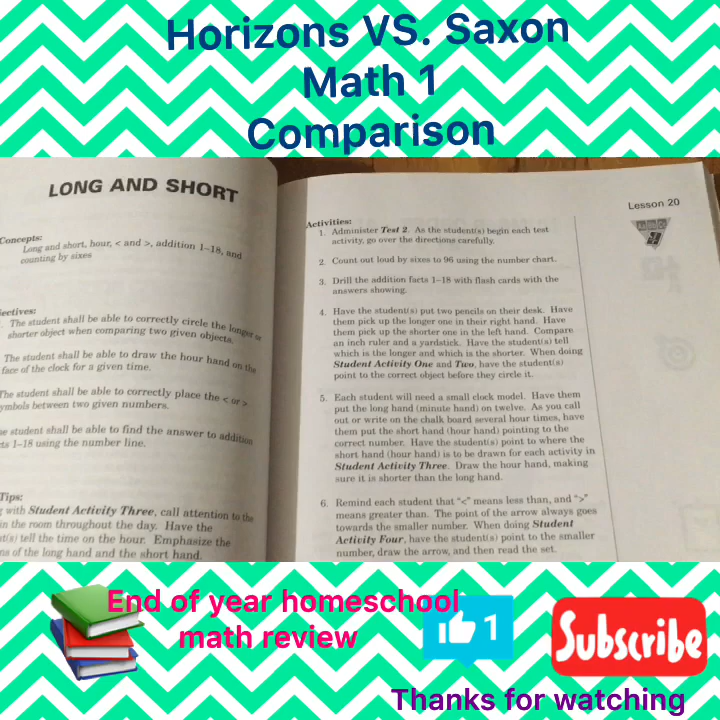 Horizons VS. Saxon
Math 1
Comparison
LONG AND SHORT
Concepts:
Long and short, hour, < and >, addition 1–18, and
counting by sixes
The student shall be able to correctly circle the longer or
shorter object when comparing two given objects.
The student shall be able to draw the hour hand on the
face of the clock for a given time.
The student shall be able to correctly place the < or >
between two given numbers.
student shall be able to find the answer to addition
1–18 using the number line.
Tips:
with Student Activity Three, call attention to the
in the room throughout the day. Have the
tell the time on the hour. Emphasize the
of the long hand and the short hand.
Lesson 20
Activities:
1. Administer Test 2. As the student(s) begin each test
activity, go over the directions carefully.
2. Count out loud by sixes to 96 using the number chart.
3. Drill the addition facts 1–18 with flash cards with the
answers showing.
4. Have the student(s) put two pencils on their desk. Have
them pick up the longer one in their right hand. Have
them pick up the shorter one in the left hand. Compare
an inch ruler and a yardstick. Have the student(s) tell
which is the longer and which is the shorter. When doing
Student Activity One and Two, have the student(s)
point to the correct object before they circle it.
5. Each student will need a small clock model. Have them
put the long hand (minute hand) on twelve. As you call
out or write on the chalk board several hour times, have
them put the short hand (hour hand) pointing to the
correct number. Have the student(s) point to where the
short hand (hour hand) is to be drawn for each activity in
Student Activity Three. Draw the hour hand, making
sure it is shorter than the long hand.
6. Remind each student that "<" means less than, and ">"
means greater than. The point of the arrow always goes
towards the smaller number. When doing Student
Activity Four, have the student(s) point to the smaller
number, draw the arrow, and then read the set.
End of year homeschool
math review
1
Subscribe
Thanks for watching